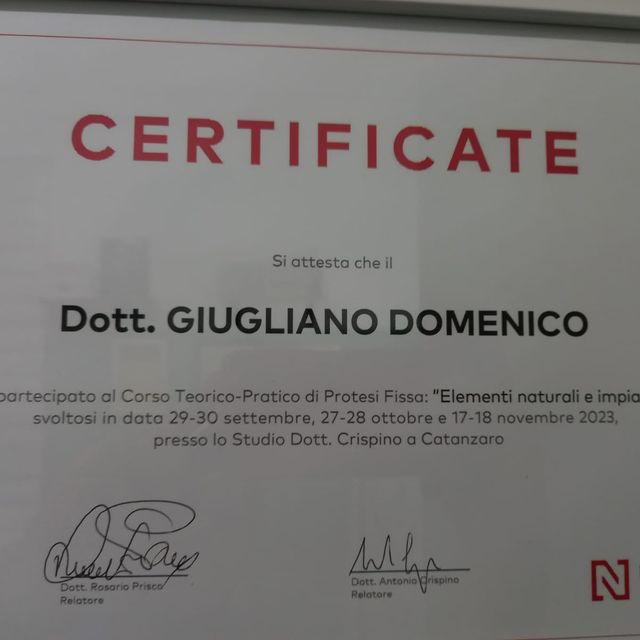 CERTIFICATE
Si attesta che il
Dott. GIUGLIANO DOMENICO
partecipato al Corso Teorico-Pratico di Protesi Fissa: "Elementi naturali e impia
svoltosi in data 29-30 settembre, 27-28 ottobre e 17-18 novembre 2023,
presso lo Studio Dott. Crispino a Catanzaro
Dott. Rosario Prisco
Relatore
Dott. Antonio Crispino
Relatore
N